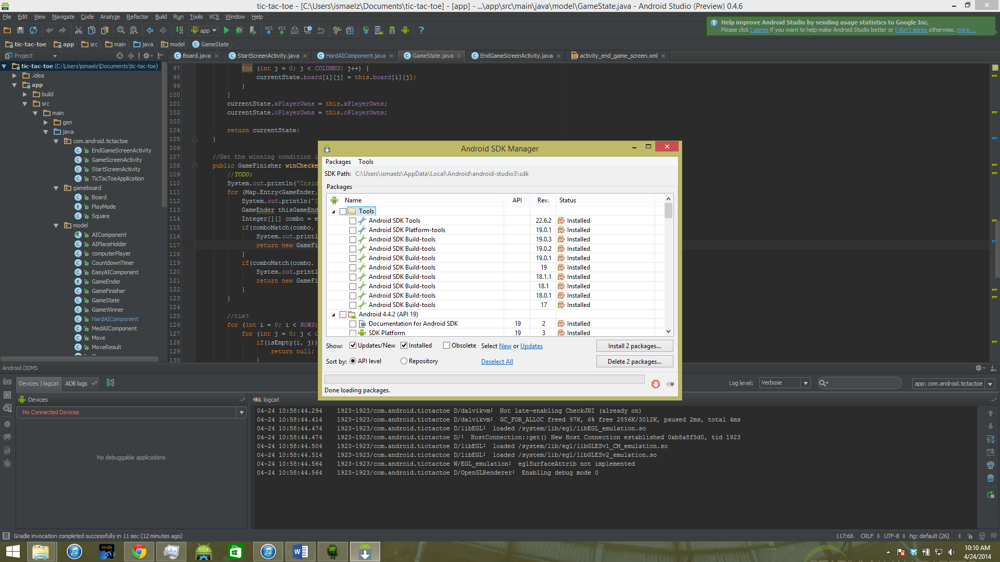 tic-tac-toe - [C:\Users\ismaelz\Documents\tic-tac-toe] - [app] - ...\app\src\main\java\model\GameState.java - Android Studio (Preview) 0.4.6
File Edit View Navigate Code Analyze Refactor Build Run Tools VCS Window Help
Help improve Android Studio by sending usage statistics to Google Inc.
Please click I agree if you want to help make Android Studio better or I don't agree otherwise. more...
app
tic-tac-toe app src main java model GameState
Project
Board.java StartScreenActivity.java HardAIComponent.java GameState.java EndGameScreenActivity.java activity_end_game_screen.xml
tic-tac-toe (C:\Users\ismaelz\Documents\tic-tac-toe)
.idea
app
build
src
main
gen
java
com.android.tictactoe
EndGameScreenActivity
GameScreenActivity
StartScreenActivity
TicTacToeApplication
gameboard
Board
PlayMode
Square
model
AIComponent
AIPlaceHolder
computerPlayer
CountdownTimer
EasyAIComponent
GameEnder
GameFinisher
GameState
GameWinner
HardAIComponent
MedAIComponent
Move
MoveResult
97 for (int j = 0; j < COLUMNS; j++) {
98 currentState.board[i][j] = this.board[i][j];
99 }
100 }
101 currentState.xPlayerOwns = this.xPlayerOwns;
102 currentState.oPlayerOwns = this.oPlayerOwns;
103
104 return currentState;
105 }
106
107 //Get the winning condition i
108 public GameFinisher winChecke
109 //TODO:
110 System.out.println("Insid
111 for (Map.Entry<GameEnder,
112 System.out.println("I
113 GameEnder thisGameEnd
114 Integer[][] combo = e
115 if(comboMatch(combo,
116 System.out.printl
117 return new GameFi
118 }
119 if(comboMatch(combo,
120 System.out.printl
121 return new GameFi
122 }
123 }
124
125 //tie?
126 for (int i = 0; i < ROWS;
127 for (int j = 0; j < C
128 if(isEmpty(i, j))
129 return null;
130 }
Android SDK Manager
Packages Tools
SDK Path: C:\Users\ismaelz\AppData\Local\Android\android-studio3\sdk
Packages
Name API Rev. Status
Tools
Android SDK Tools 22.6.2 Installed
Android SDK Platform-tools 19.0.1 Installed
Android SDK Build-tools 19.0.3 Installed
Android SDK Build-tools 19.0.2 Installed
Android SDK Build-tools 19.0.1 Installed
Android SDK Build-tools 19 Installed
Android SDK Build-tools 18.1.1 Installed
Android SDK Build-tools 18.1 Installed
Android SDK Build-tools 18.0.1 Installed
Android SDK Build-tools 17 Installed
Android 4.4.2 (API 19)
Documentation for Android SDK 19 2 Installed
SDK Platform 19 3 Installed
Show: Updates/New Installed Obsolete Select New or Updates Install 2 packages...
Sort by: API level Repository Deselect All Delete 2 packages...
Done loading packages.
Android DDMS
Devices | logcat ADB logs
Log level: Verbose app: com.android.tictactoe
Devices
No Connected Devices
No debuggable applications
logcat
04-24 10:58:44.294 1923-1923/com.android.tictactoe D/dalvikvm: Not late-enabling CheckJNI (already on)
04-24 10:58:44.414 1923-1923/com.android.tictactoe D/dalvikvm: GC_FOR_ALLOC freed 97K, 6% free 2856K/3012K, paused 2ms, total 4ms
04-24 10:58:44.474 1923-1923/com.android.tictactoe D/libEGL: loaded /system/lib/egl/libEGL_emulation.so
04-24 10:58:44.474 1923-1923/com.android.tictactoe D/: HostConnection::get() New Host Connection established 0xb8a8f5d0, tid 1923
04-24 10:58:44.504 1923-1923/com.android.tictactoe D/libEGL: loaded /system/lib/egl/libGLESv1_CM_emulation.so
04-24 10:58:44.514 1923-1923/com.android.tictactoe D/libEGL: loaded /system/lib/egl/libGLESv2_emulation.so
04-24 10:58:44.564 1923-1923/com.android.tictactoe W/EGL_emulation: eglSurfaceAttrib not implemented
04-24 10:58:44.564 1923-1923/com.android.tictactoe D/OpenGLRenderer: Enabling debug mode 0
Gradle invocation completed successfully in 11 sec (12 minutes ago)
117:66 CRLF UTF-8 hg: default (26)
kindle
10:10 AM
4/24/2014